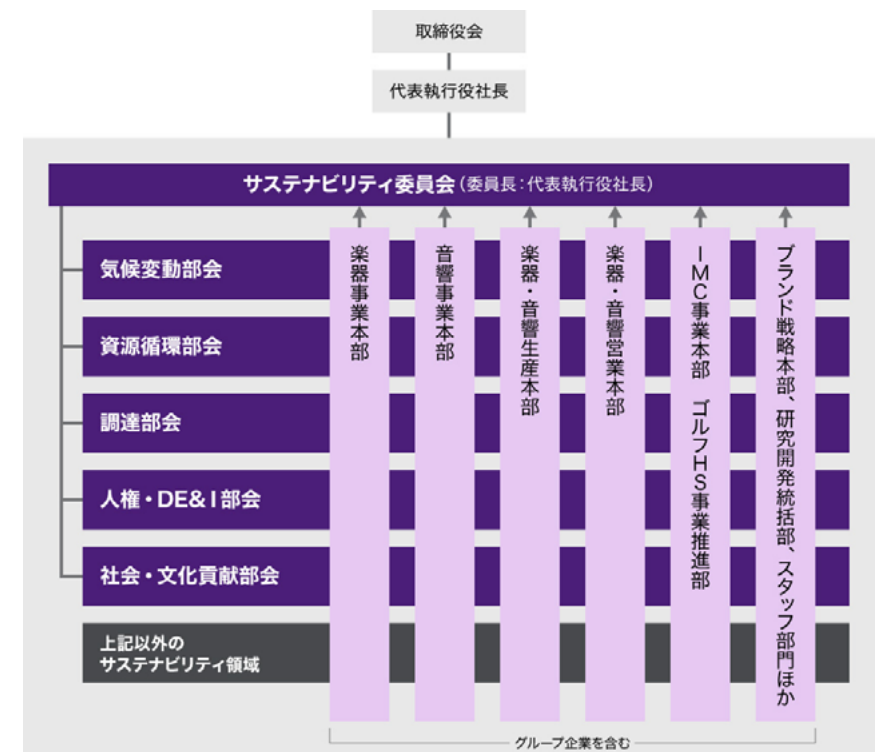 取締役会
代表執行役社長
サステナビリティ委員会（委員長：代表執行役社長）
気候変動部会
資源循環部会
調達部会
人権・DE&I部会
社会・文化貢献部会
上記以外の
サステナビリティ領域
楽器事業本部
音響事業本部
楽器・音響生産本部
楽器・音響営業本部
IMC事業本部　ゴルフHS事業推進部
ブランド戦略本部、研究開発統括部、スタッフ部門ほか
グループ企業を含む